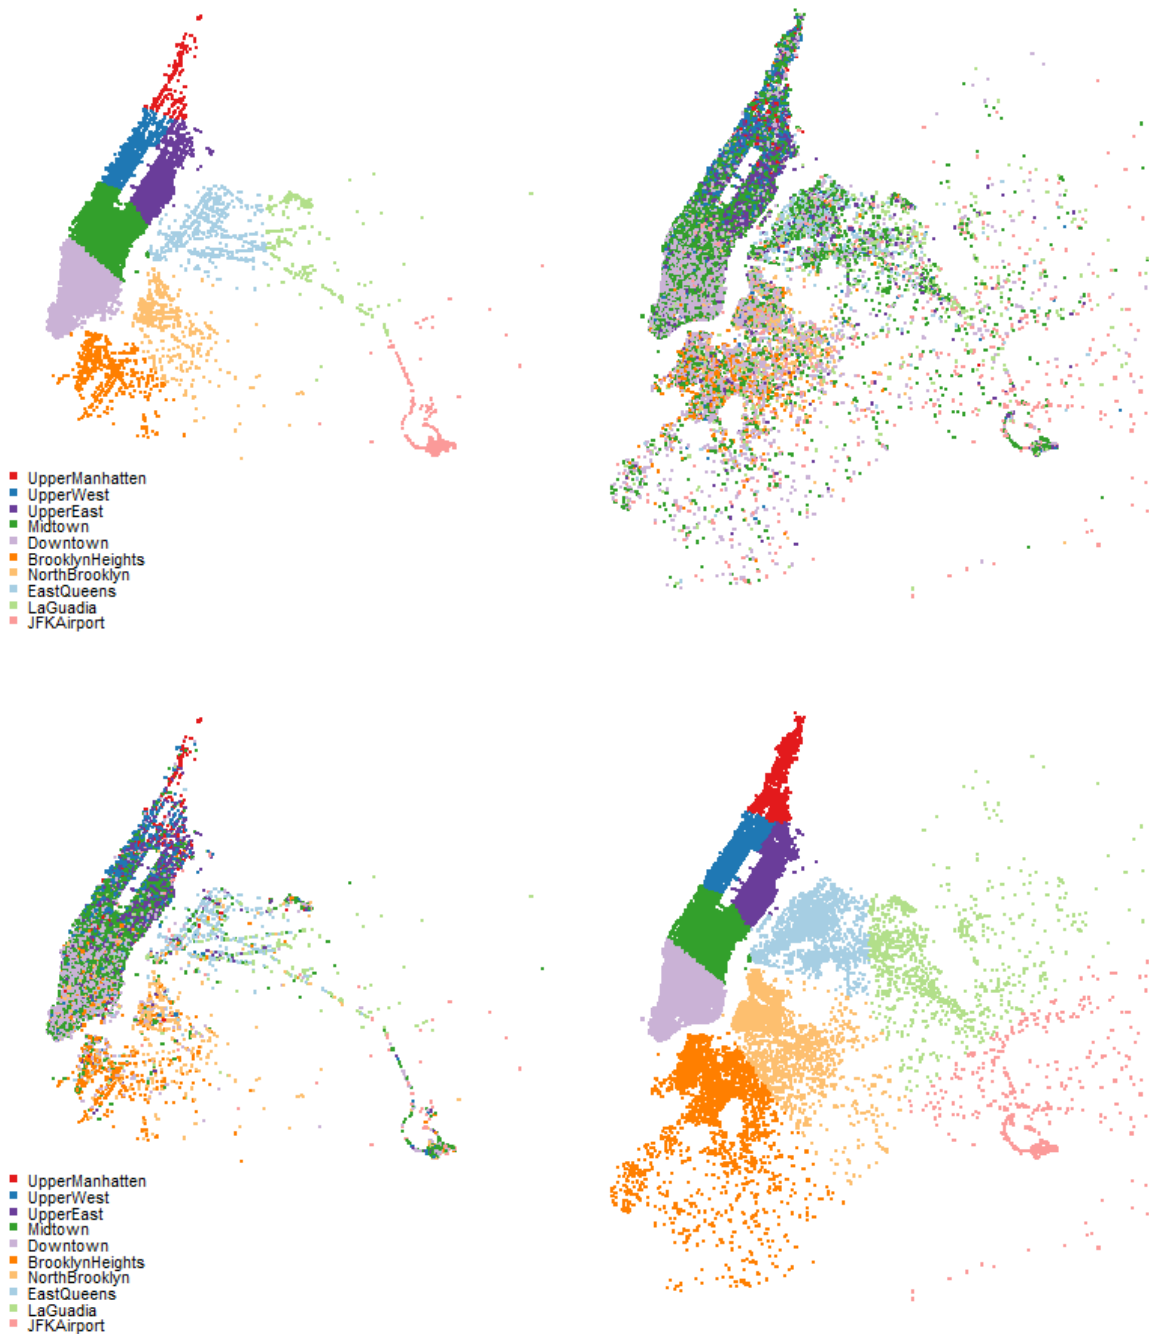 UpperManhatten
UpperWest
UpperEast
Midtown
Downtown
BrooklynHeights
NorthBrooklyn
EastQueens
LaGuadia
JFKAirport
UpperManhatten
UpperWest
UpperEast
Midtown
Downtown
BrooklynHeights
NorthBrooklyn
EastQueens
LaGuadia
JFKAirport